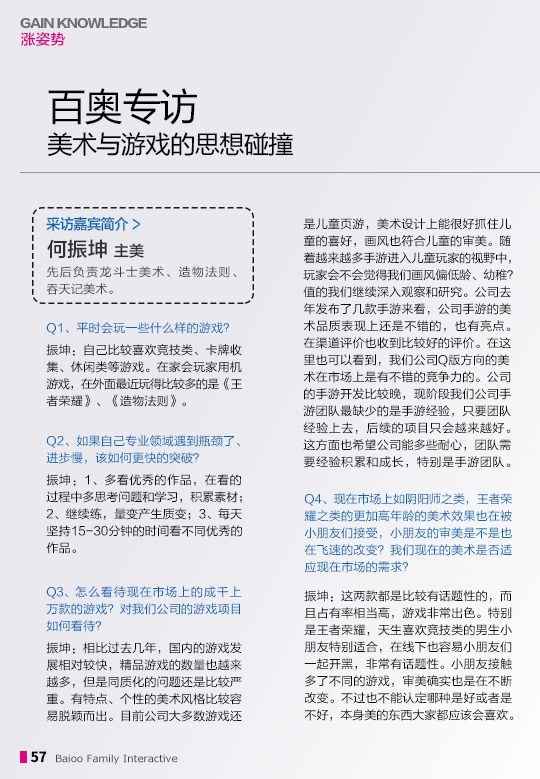 GAIN KNOWLEDGE
涨姿势
百奥专访
美术与游戏的思想碰撞
采访嘉宾简介 >
何振坤 主美
先后负责龙斗士美术、造物法则、
吞天记美术。
Q1、平时会玩一些什么样的游戏?
振坤：自己比较喜欢竞技类、卡牌收
集、休闲类等游戏。在家会玩家用机
游戏，在外面最近玩得比较多的是《王
者荣耀》、《造物法则》。
Q2、如果自己专业领域遇到瓶颈了、
进步慢，该如何更快的突破?
振坤：1、多看优秀的作品，在看的
过程中多思考问题和学习，积累素材；
2、继续练，量变产生质变；3、每天
坚持15-30分钟的时间看不同优秀的
作品。
Q3、怎么看待现在市场上的成千上
万款的游戏? 对我们公司的游戏项目
如何看待?
振坤：相比过去几年，国内的游戏发
展相对较快，精品游戏的数量也越来
越多，但是同质化的问题还是比较严
重。有特点、个性的美术风格比较容
易脱颖而出。目前公司大多数游戏还
是儿童页游，美术设计上能很好抓住儿
童的喜好，画风也符合儿童的审美。随
着越来越多手游进入儿童玩家的视野中，
玩家会不会觉得我们画风偏低龄、幼稚?
值的我们继续深入观察和研究。公司去
年发布了几款手游来看，公司手游的美
术品质表现上还是不错的，也有亮点。
在渠道评价也收到比较好的评价。在这
里也可以看到，我们公司Q版方向的美
术在市场上是有不错的竞争力的。公司
的手游开发比较晚，现阶段我们公司手
游团队最缺少的是手游经验，只要团队
经验上去，后续的项目只会越来越好。
这方面也希望公司能多些耐心，团队需
要经验积累和成长，特别是手游团队。
Q4、现在市场上如阴阳师之类，王者荣
耀之类的更加高年龄的美术效果也在被
小朋友们接受，小朋友的审美是不是也
在飞速的改变? 我们现在的美术是否适
应现在市场的需求?
振坤：这两款都是比较有话题性的，而
且占有率相当高，游戏非常出色。特别
是王者荣耀，天生喜欢竞技类的男生小
朋友特别适合，在线下也容易小朋友们
一起开黑，非常有话题性。小朋友接触
多了不同的游戏，审美确实也是在不断
改变。不过也不能认定哪种是好或者是
不好，本身美的东西大家都应该会喜欢。
57 Baioo Family Interactive